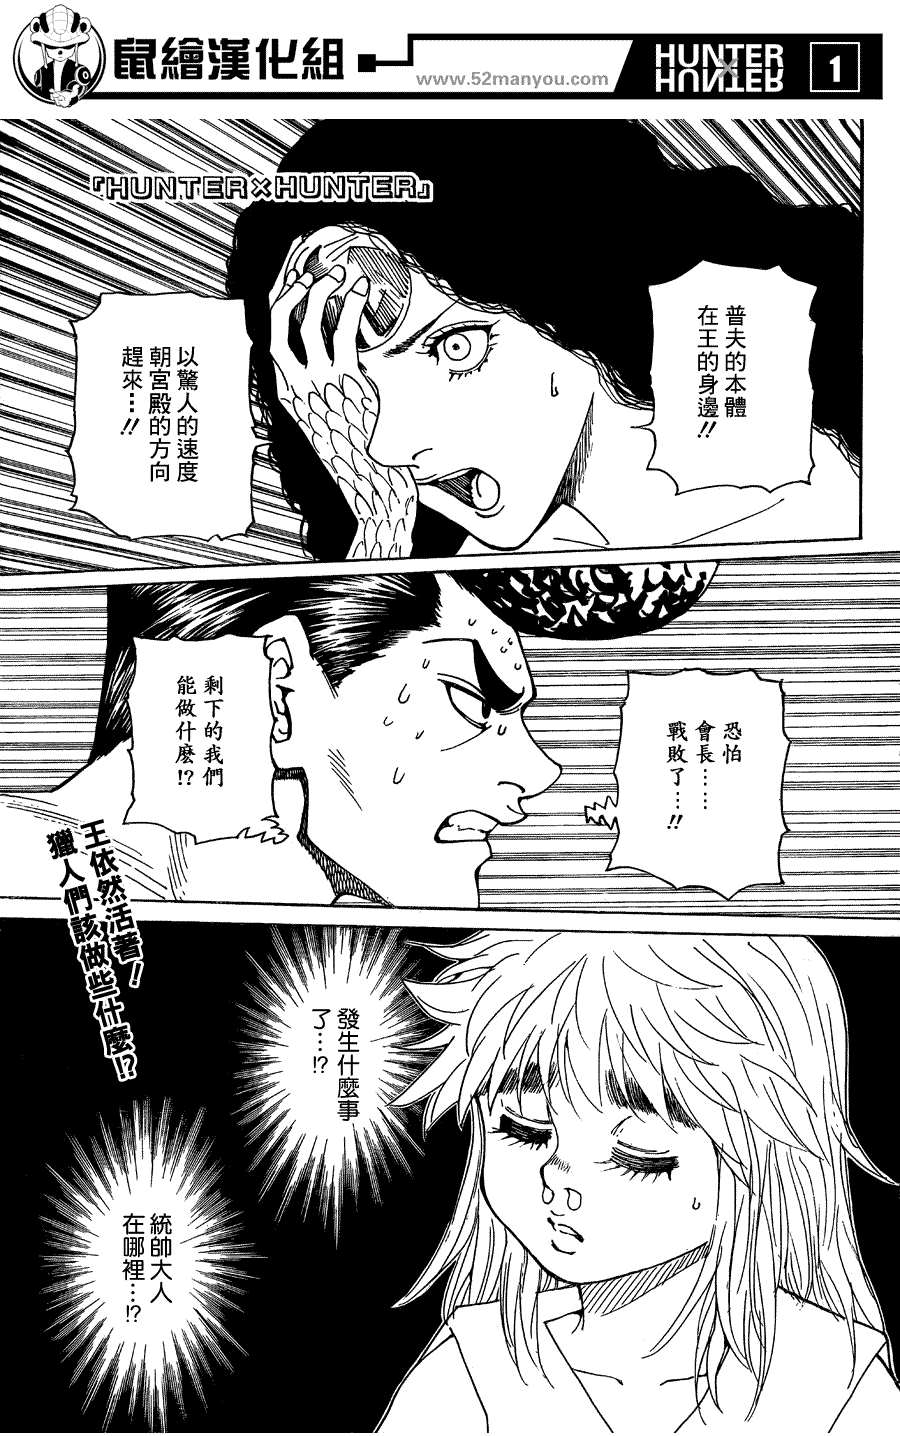 鼠繪漢化組
www.52manyou.com
HUNTER
×
HUNTER
1
『HUNTER×HUNTER』
普夫的本體
在王的身邊!!
以驚人的速度
朝宮殿的方向
趕來…!!
恐怕
會長……
戰敗了…!!
剩下的我們
能做什麽!?
王依然活著!
獵人們該做些什麼!?
發生什麼事
了…!?
統帥大人
在哪裡…!?